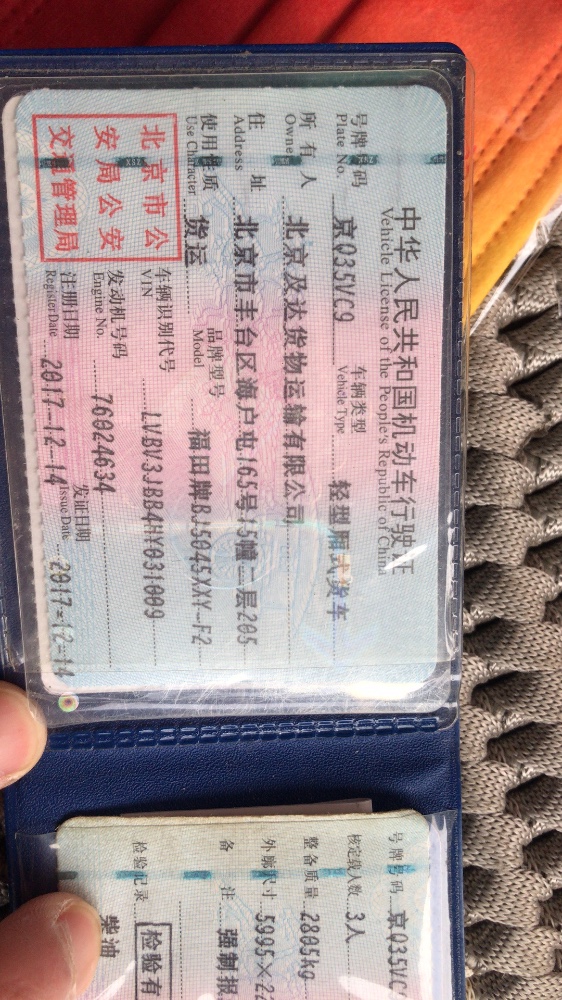 中华人民共和国机动车行驶证
Vehicle License of the People's Republic of China
号牌号码 京Q35VC9 车辆类型 轻型厢式货车
Plate No. Vehicle Type
所有人 北京及达货物运输有限公司
Owner
住址 北京市丰台区海户屯165号15幢二层205
Address
使用性质 货运 品牌型号 福田牌BJ5045XXY-F2
Use Character Model
北京市公
安局公安
交通管理局
车辆识别代号
VIN
发动机号码 76024634
Engine No.
注册日期 2017-12-14 发证日期 2017-12-14
Register Date Issue Date
号牌号码 京Q35VC
核定载人数 3人
整备质量 2805kg
外廓尺寸 5995×22
备注 强制报
检验记录 检验有
柴油